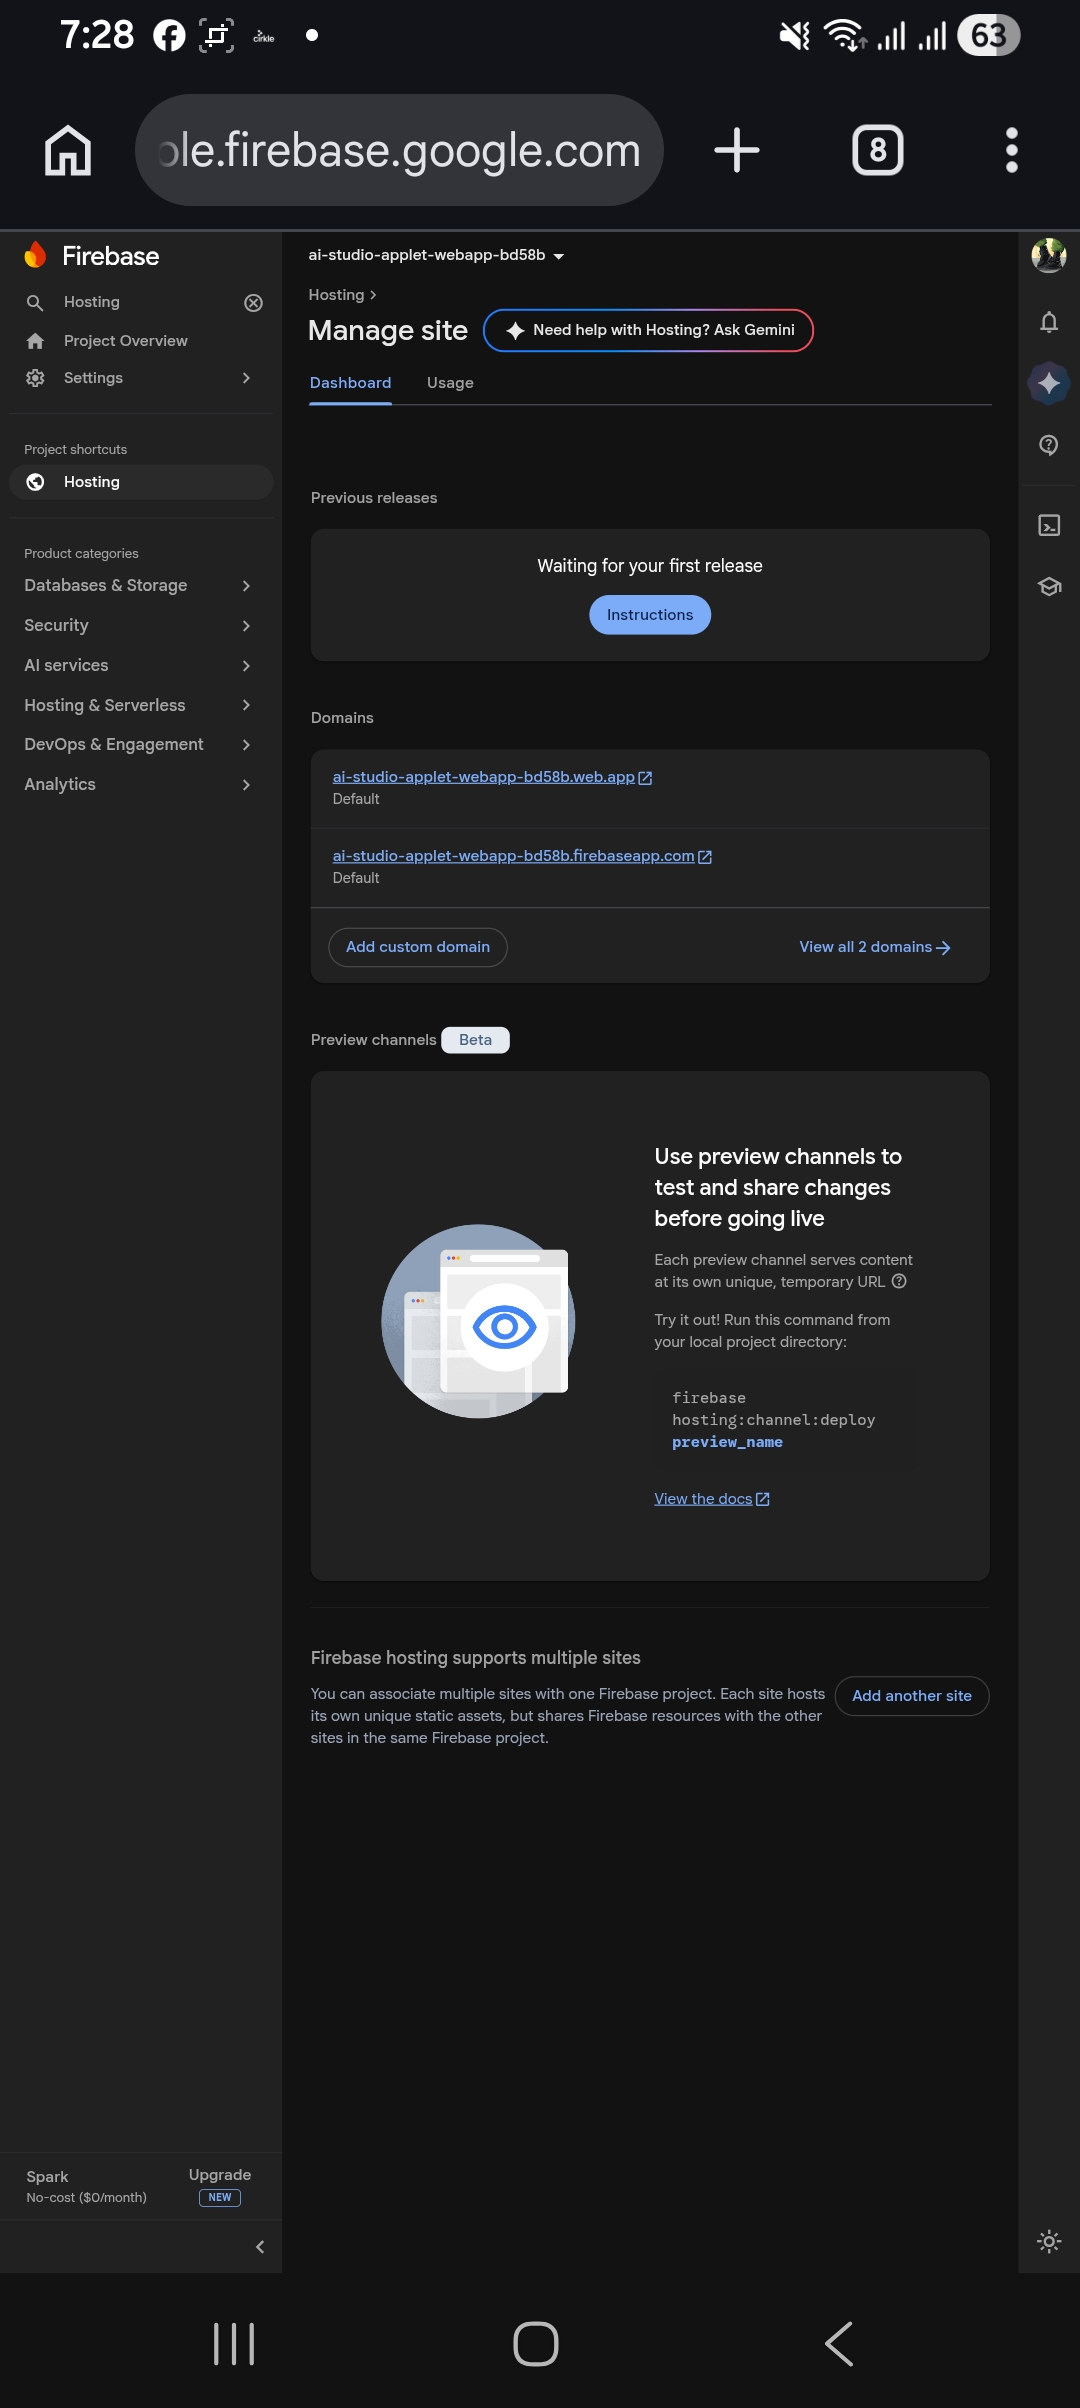 7:28
cirkle
63
ole.firebase.google.com
8
Firebase
Hosting
Project Overview
Settings
Project shortcuts
Hosting
Product categories
Databases & Storage
Security
AI services
Hosting & Serverless
DevOps & Engagement
Analytics
Spark
No-cost ($0/month)
Upgrade
NEW
ai-studio-applet-webapp-bd58b
Hosting
Manage site
Need help with Hosting? Ask Gemini
Dashboard
Usage
Previous releases
Waiting for your first release
Instructions
Domains
ai-studio-applet-webapp-bd58b.web.app
Default
ai-studio-applet-webapp-bd58b.firebaseapp.com
Default
Add custom domain
View all 2 domains
Preview channels
Beta
Use preview channels to
test and share changes
before going live
Each preview channel serves content
at its own unique, temporary URL
Try it out! Run this command from
your local project directory:
firebase
hosting:channel:deploy
preview_name
View the docs
Firebase hosting supports multiple sites
You can associate multiple sites with one Firebase project. Each site hosts
its own unique static assets, but shares Firebase resources with the other
sites in the same Firebase project.
Add another site